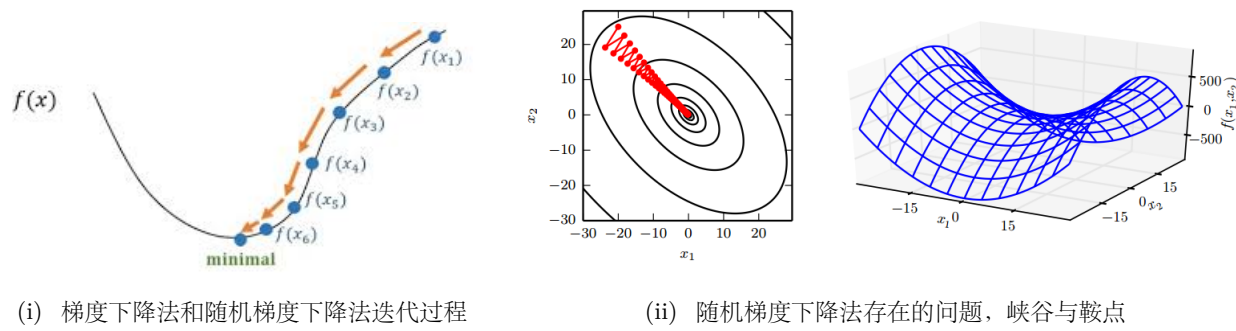 f(x)
f(x₁)
f(x₂)
f(x₃)
f(x₄)
f(x₅)
f(x₆)
minimal
x₂
20
10
0
−10
−20
−30
−30 −20 −10 0 10 20
x₁
f(x₁,x₂)
500
0
−500
−15 0 15
x₁
−15 0 15
x₂
(i) 梯度下降法和随机梯度下降法迭代过程
(ii) 随机梯度下降法存在的问题，峡谷与鞍点